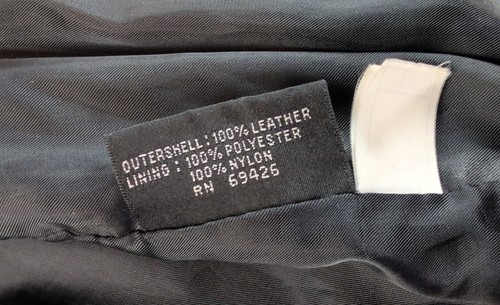 OUTERSHELL: 100% LEATHER
LINING: 100% POLYESTER
100% NYLON
RN 69426